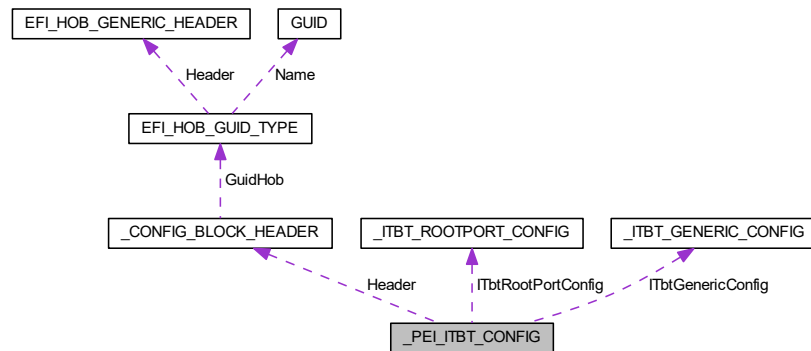 EFI_HOB_GENERIC_HEADER
GUID
Header
Name
EFI_HOB_GUID_TYPE
GuidHob
_CONFIG_BLOCK_HEADER
_ITBT_ROOTPORT_CONFIG
_ITBT_GENERIC_CONFIG
Header
ITbtRootPortConfig
ITbtGenericConfig
_PEI_ITBT_CONFIG